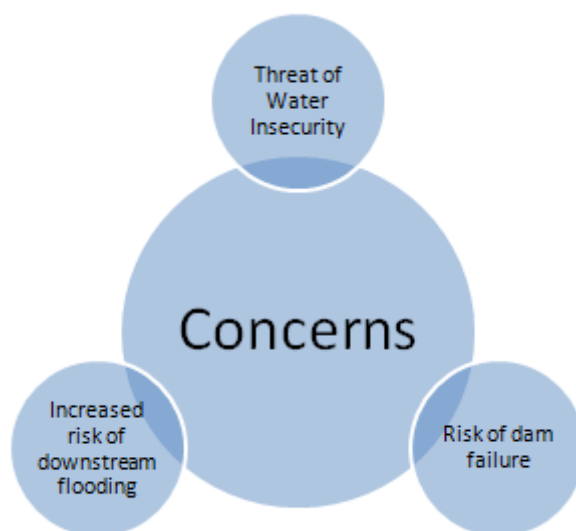 Threat of
Water
Insecurity
Concerns
Increased
risk of
downstream
flooding
Risk of dam
failure